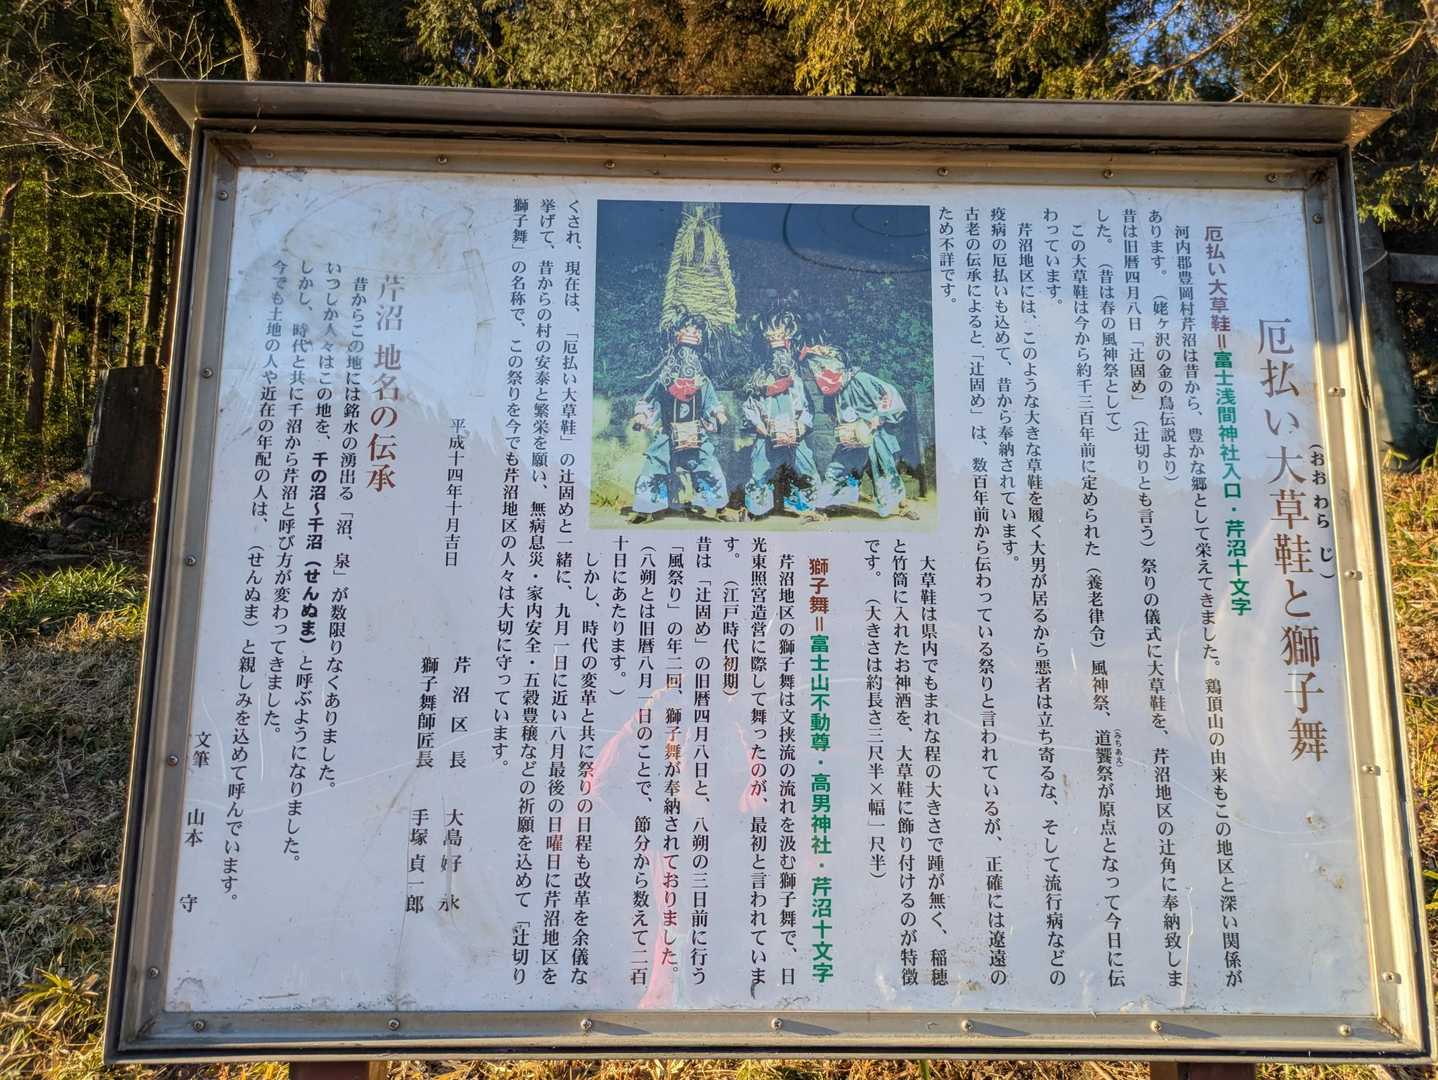 厄払い大草鞋と獅子舞
(おおわらじ)
厄払い大草鞋＝富士浅間神社入口・芹沼十文字
河内郡豊岡村芹沼は昔から、豊かな郷として栄えてきました。鶏頂山の由来もこの地区と深い関係が
あります。（姥ヶ沢の金の鳥伝説より）
昔は旧暦四月八日「辻固め」（辻切りとも言う）祭りの儀式に大草鞋を、芹沼地区の辻角に奉納致しま
した。（昔は春の風神祭として）
この大草鞋は今から約千三百年前に定められた（養老律令）風神祭、道饗祭が原点となって今日に伝
(みちあえ)
わっています。
芹沼地区には、このような大きな草鞋を履く大男が居るから悪者は立ち寄るな、そして流行病などの
疫病の厄払いも込めて、昔から奉納されています。
古老の伝承によると「辻固め」は、数百年前から伝わっている祭りと言われているが、正確には遼遠の
ため不詳です。
大草鞋は県内でもまれな程の大きさで踵が無く、稲穂
と竹筒に入れたお神酒を、大草鞋に飾り付けるのが特徴
です。（大きさは約長さ三尺半×幅一尺半）
獅子舞＝富士山不動尊・高男神社・芹沼十文字
芹沼地区の獅子舞は文挟流の流れを汲む獅子舞で、日
光東照宮造営に際して舞ったのが、最初と言われていま
す。（江戸時代初期）
昔は「辻固め」の旧暦四月八日と、八朔の三日前に行う
「風祭り」の年二回、獅子舞が奉納されておりました。
（八朔とは旧暦八月一日のことで、節分から数えて二百
十日にあたります。）
しかし、時代の変革と共に祭りの日程も改革を余儀な
くされ、現在は、「厄払い大草鞋」の辻固めと一緒に、九月一日に近い八月最後の日曜日に芹沼地区を
挙げて、昔からの村の安泰と繁栄を願い、無病息災・家内安全・五穀豊穣などの祈願を込めて「辻切り
獅子舞」の名称で、この祭りを今でも芹沼地区の人々は大切に守っています。
平成十四年十月吉日
芹沼区長　大島好永
獅子舞師匠長　手塚貞一郎
芹沼 地名の伝承
昔からこの地には銘水の湧出る「沼、泉」が数限りなくありました。
いつしか人々はこの地を、千の沼～千沼（せんぬま）と呼ぶようになりました。
しかし、時代と共に千沼から芹沼と呼び方が変わってきました。
今でも土地の人や近在の年配の人は、（せんぬま）と親しみを込めて呼んでいます。
文筆　山本　守